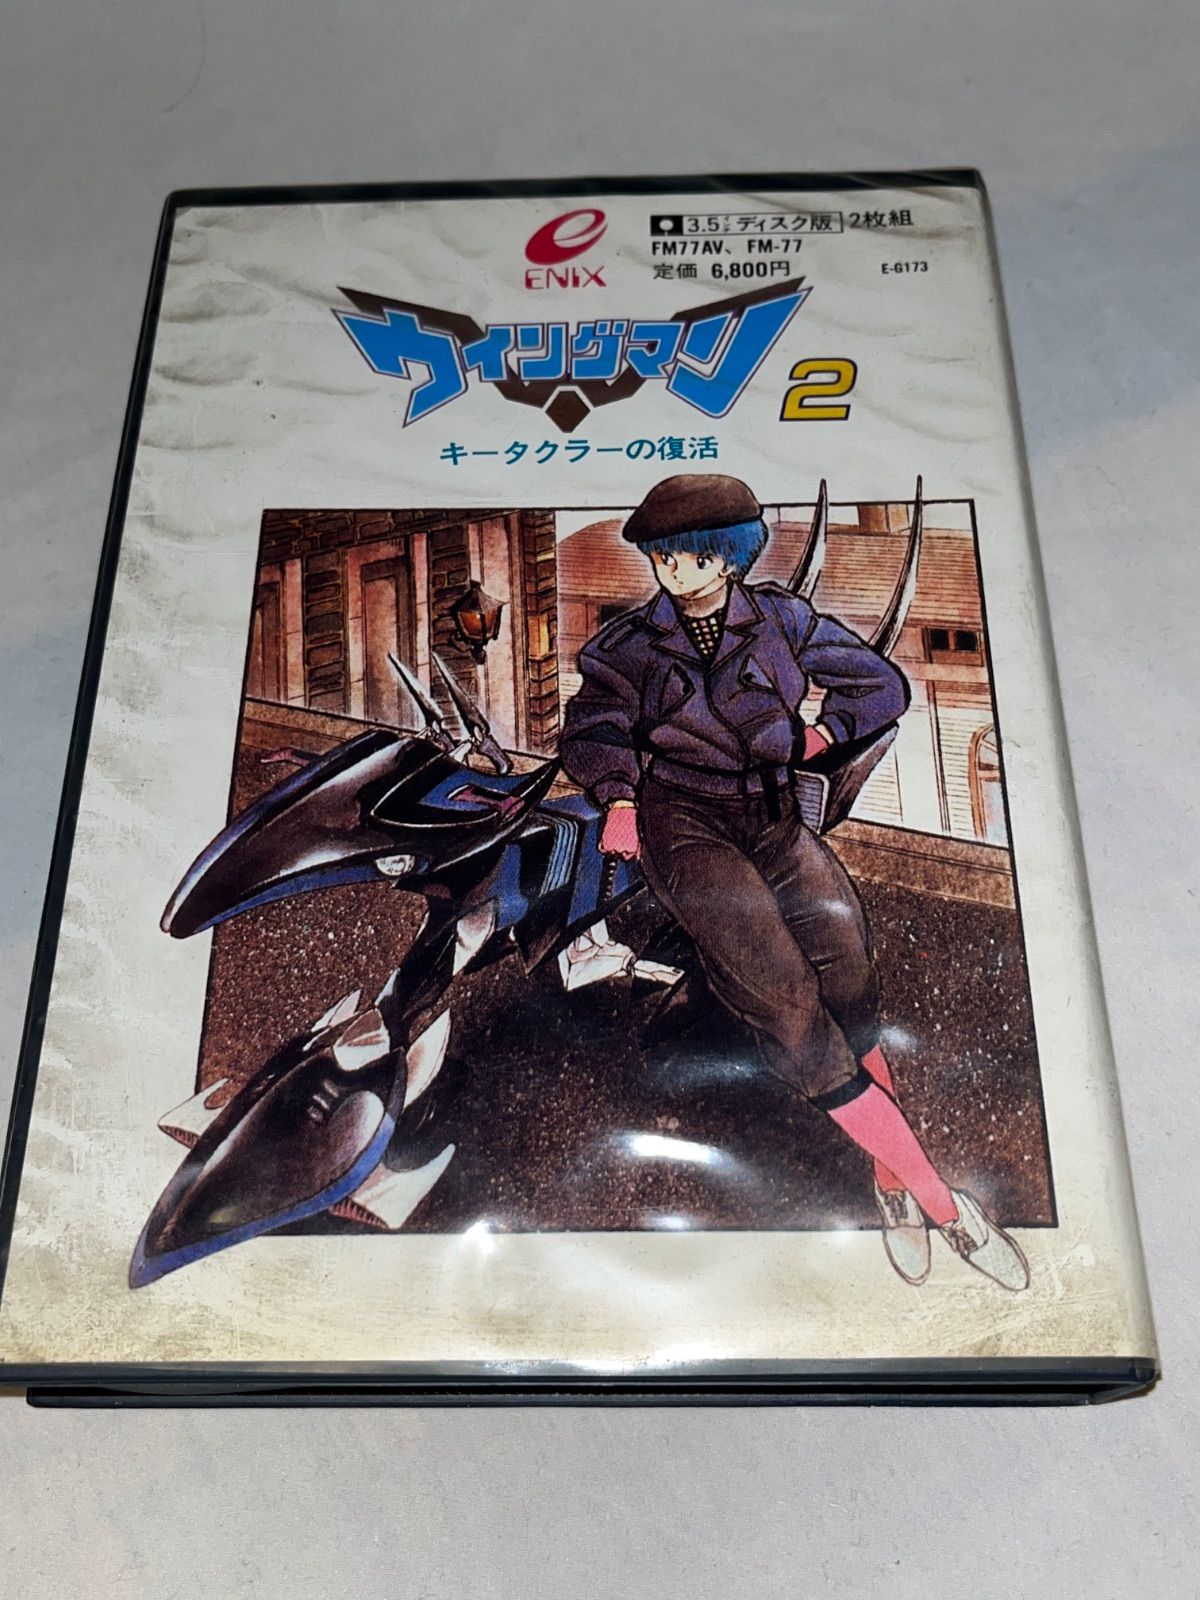 ENIX
3.5インチディスク版 2枚組
FM77AV、FM-77
定価 6,800円
E-G173
ウイングマン2
キータクラーの復活